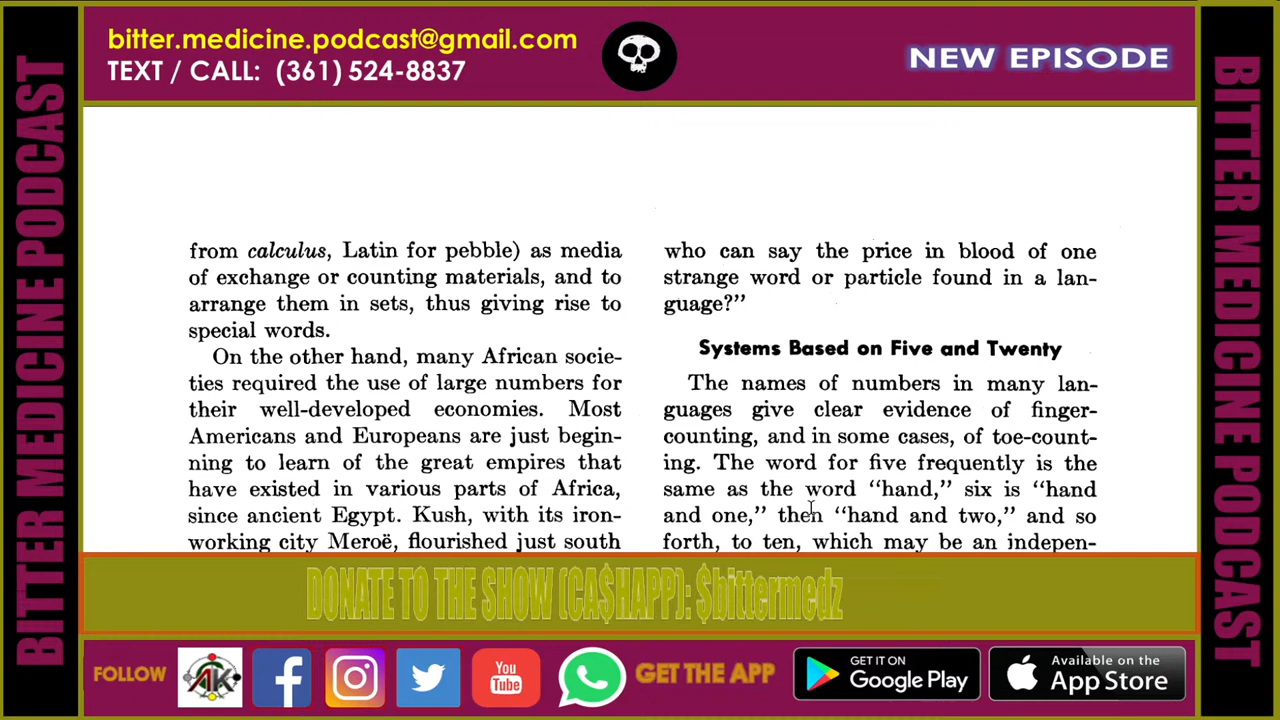 bitter.medicine.podcast@gmail.com
TEXT / CALL: (361) 524-8837
NEW EPISODE
BITTER MEDICINE PODCAST
from calculus, Latin for pebble) as media
of exchange or counting materials, and to
arrange them in sets, thus giving rise to
special words.
On the other hand, many African socie-
ties required the use of large numbers for
their well-developed economies. Most
Americans and Europeans are just begin-
ning to learn of the great empires that
have existed in various parts of Africa,
since ancient Egypt. Kush, with its iron-
working city Meroë, flourished just south
who can say the price in blood of one
strange word or particle found in a lan-
guage?”
Systems Based on Five and Twenty
The names of numbers in many lan-
guages give clear evidence of finger-
counting, and in some cases, of toe-count-
ing. The word for five frequently is the
same as the word “hand,” six is “hand
and one,” then “hand and two,” and so
forth, to ten, which may be an indepen-
BITTER MEDICINE PODCAST
DONATE TO THE SHOW (CA$HAPP): $bittermedz
FOLLOW
ATK
You
Tube
GET THE APP
GET IT ON
Google Play
Available on the
App Store